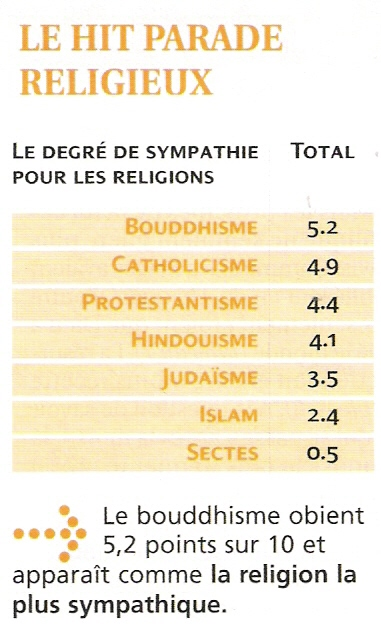 LE HIT PARADE
RELIGIEUX
LE DEGRÉ DE SYMPATHIE TOTAL
POUR LES RELIGIONS
BOUDDHISME 5.2
CATHOLICISME 4.9
PROTESTANTISME 4.4
HINDOUISME 4.1
JUDAÏSME 3.5
ISLAM 2.4
SECTES 0.5
Le bouddhisme obient
5,2 points sur 10 et
apparaît comme la religion la
plus sympathique.